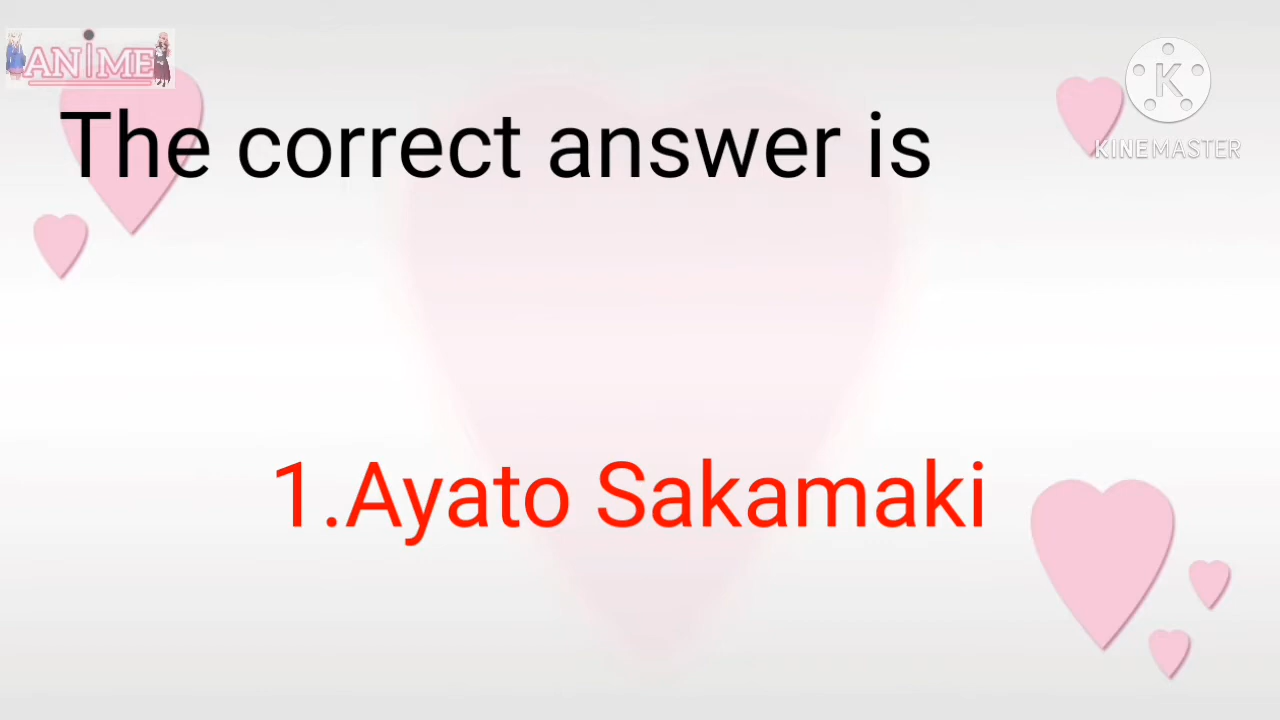 ANIME
K
KINEMASTER
The correct answer is
1.Ayato Sakamaki